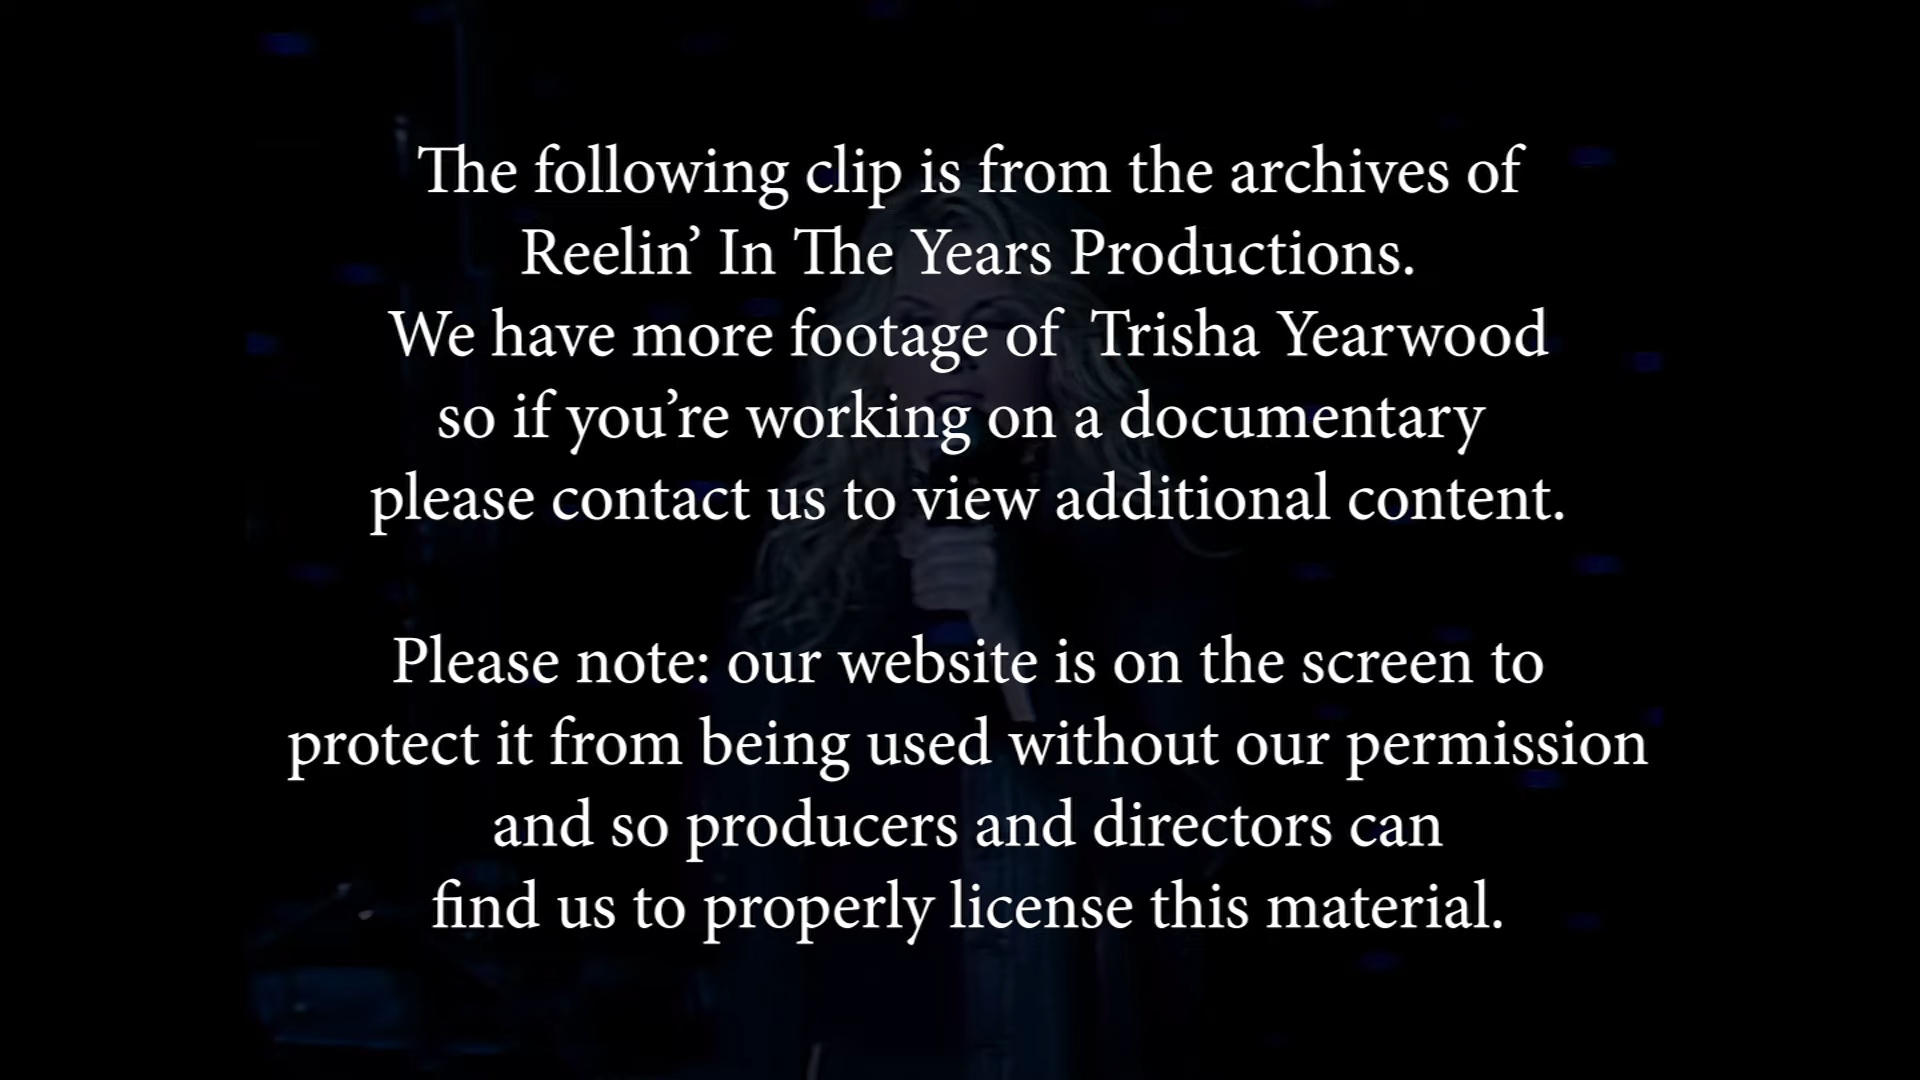 The following clip is from the archives of
Reelin’ In The Years Productions.
We have more footage of  Trisha Yearwood
so if you’re working on a documentary
please contact us to view additional content.
Please note: our website is on the screen to
protect it from being used without our permission
and so producers and directors can
find us to properly license this material.